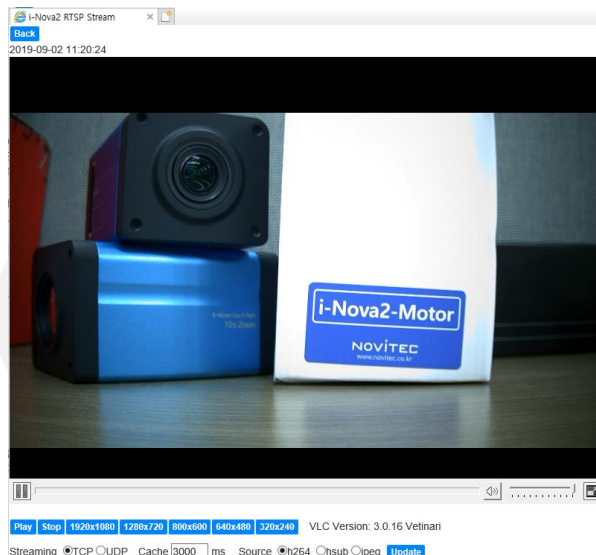 i-Nova2 RTSP Stream
Back
2019-09-02 11:20:24
10x Zoom
i-Nova2-Motor
NOVITEC
www.novitec.co.kr
Play Stop 1920x1080 1280x720 800x600 640x480 320x240 VLC Version: 3.0.16 Vetinari
Streaming TCP UDP Cache 3000 ms Source h264 hsub jpeg Update